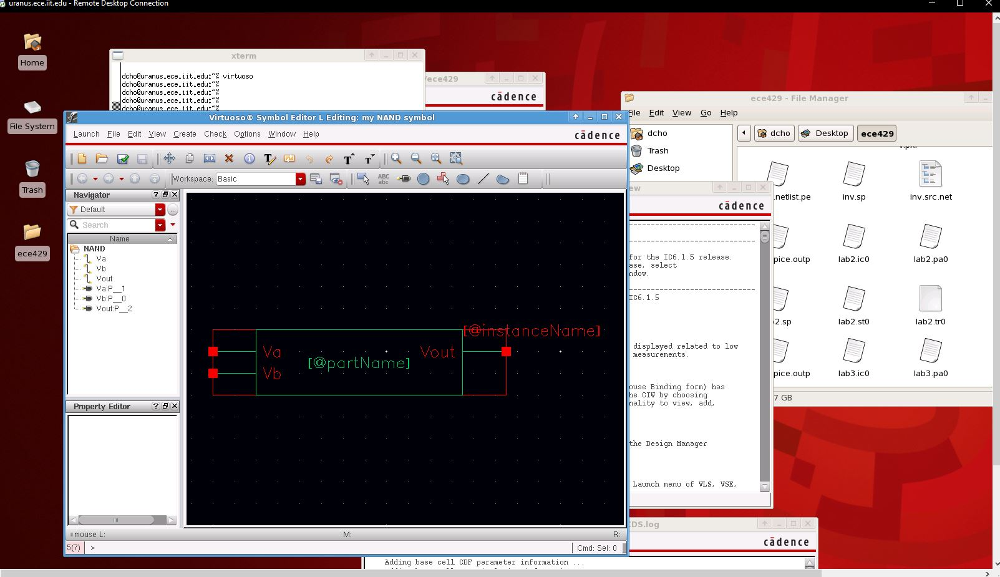 uranus.ece.iit.edu - Remote Desktop Connection
Home
File System
Trash
ece429
xterm
dcho@uranus.ece.iit.edu:~% virtuoso
dcho@uranus.ece.iit.edu:~%
dcho@uranus.ece.iit.edu:~%
dcho@uranus.ece.iit.edu:~%
dcho@uranus.ece.iit.edu:~%
/ece429
cādence
Virtuoso® Symbol Editor L Editing: my NAND symbol
Launch File Edit View Create Check Options Window Help
cādence
Workspace: Basic
ABC
abc
Navigator
Default
Search
Name
NAND
Va
Vb
Vout
Va:P__1
Vb:P__0
Vout:P__2
Property Editor
[@instanceName]
Va
Vout
[@partName]
Vb
mouse L: M: R:
5(7) > Cmd: Sel: 0
ece429 - File Manager
File Edit View Go Help
dcho Desktop ece429
dcho
Trash
Desktop
.netlist.pe inv.sp inv.src.net
pice.outp lab2.ic0 lab2.pa0
2.sp lab2.st0 lab2.tr0
pice.outp lab3.ic0 lab3.pa0
7 GB
ew
cādence
for the IC6.1.5 release.
ase, select
ndow.
IC6.1.5
displayed related to low
measurements.
ouse Binding form) has
he CIW by choosing
nality to view, add,
the Design Manager
Launch menu of VLS, VSE,
CDS.log
cādence
Adding base cell CDF parameter information ...